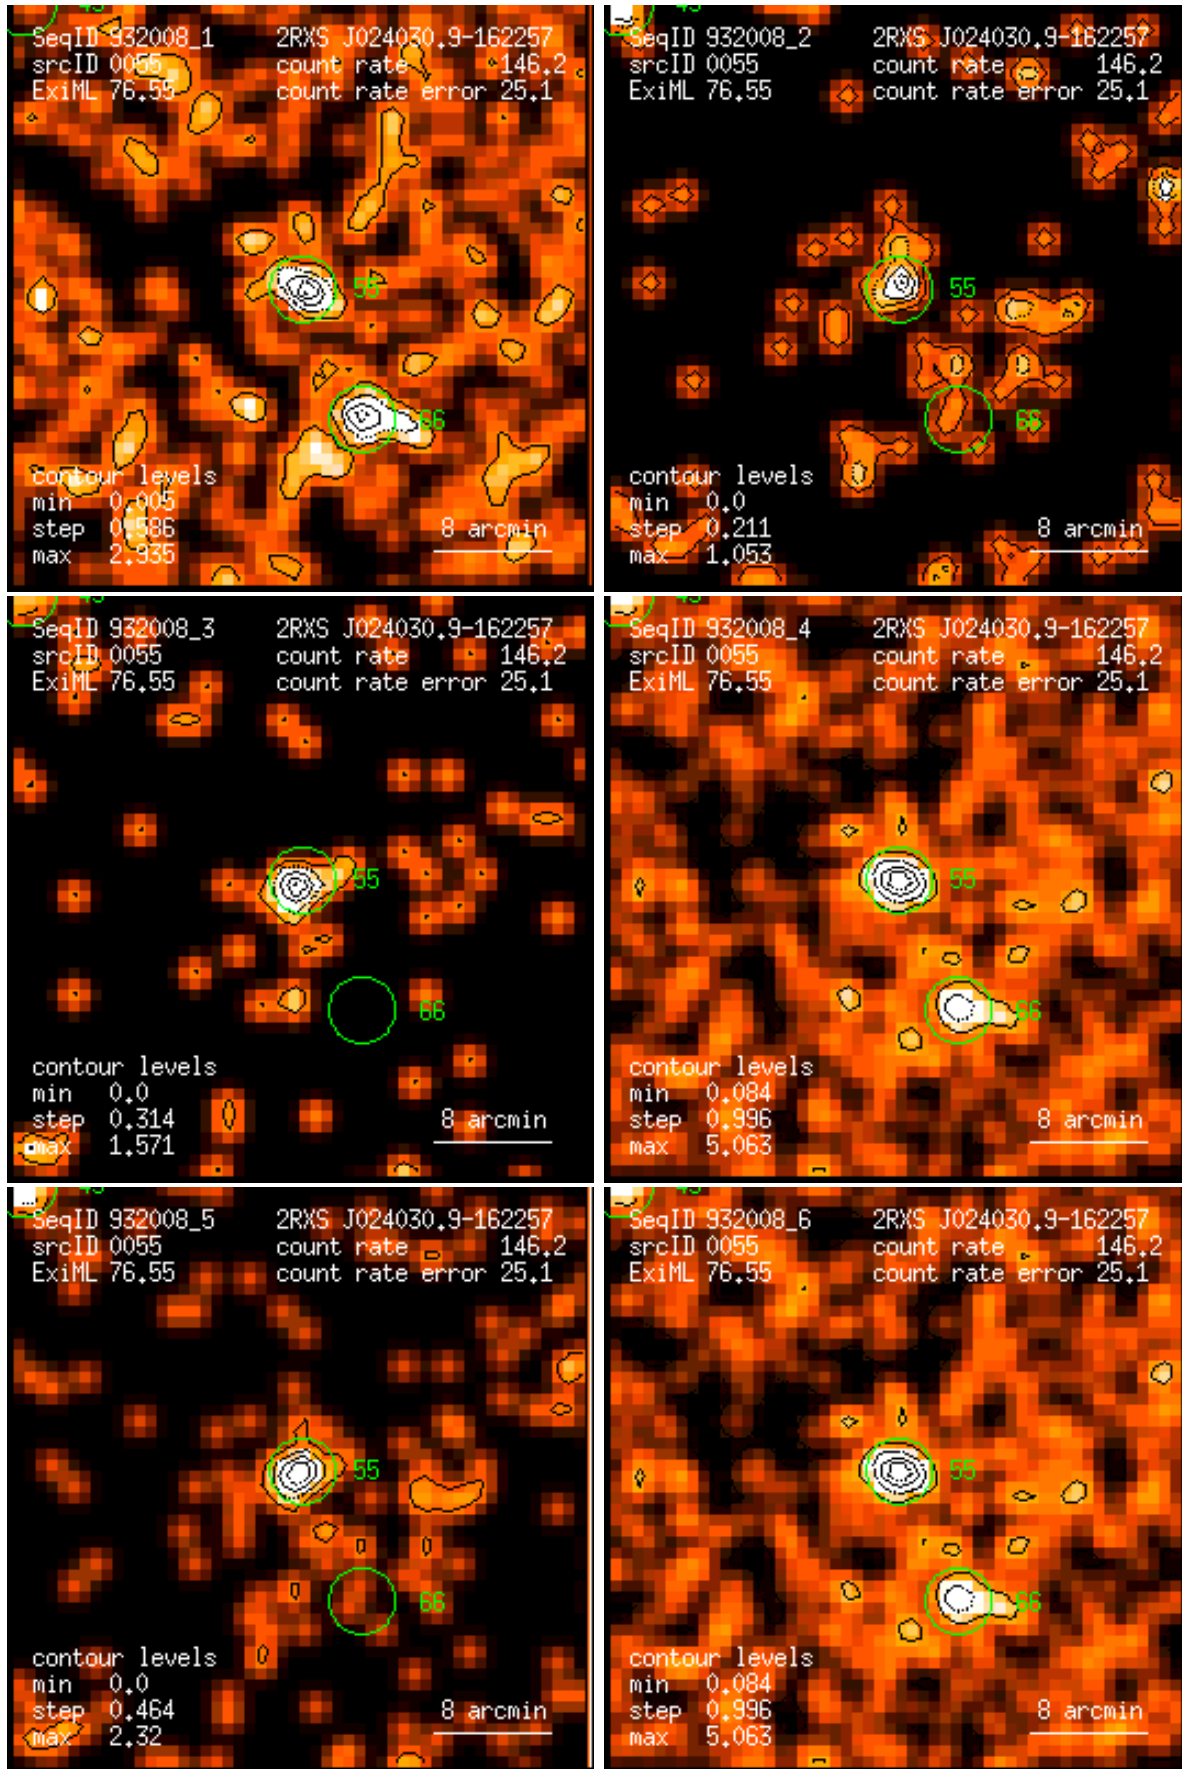 43
SeqID 932008_1 2RXS J024030.9-162257
srcID 0055 count rate 146.2
ExiML 76.55 count rate error 25.1
55
66
contour levels
min 0.005
step 0.586 8 arcmin
max 2.935
43
SeqID 932008_2 2RXS J024030.9-162257
srcID 0055 count rate 146.2
ExiML 76.55 count rate error 25.1
55
66
contour levels
min 0.0
step 0.211 8 arcmin
max 1.053
43
SeqID 932008_3 2RXS J024030.9-162257
srcID 0055 count rate 146.2
ExiML 76.55 count rate error 25.1
55
66
contour levels
min 0.0
step 0.314 8 arcmin
max 1.571
43
SeqID 932008_4 2RXS J024030.9-162257
srcID 0055 count rate 146.2
ExiML 76.55 count rate error 25.1
55
66
contour levels
min 0.084
step 0.996 8 arcmin
max 5.063
43
SeqID 932008_5 2RXS J024030.9-162257
srcID 0055 count rate 146.2
ExiML 76.55 count rate error 25.1
55
66
contour levels
min 0.0
step 0.464 8 arcmin
max 2.32
43
SeqID 932008_6 2RXS J024030.9-162257
srcID 0055 count rate 146.2
ExiML 76.55 count rate error 25.1
55
66
contour levels
min 0.084
step 0.996 8 arcmin
max 5.063